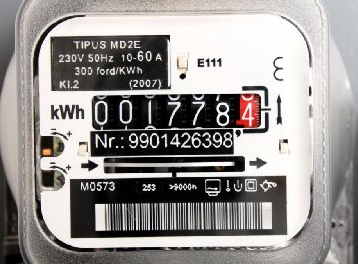 TIPUS MD2E
230V 50Hz 10-60 A
300 ford/KWh
Kl.2 (2007)
E111
kWh 0017784
Nr.: 9901426398
M0573 253 >9000h